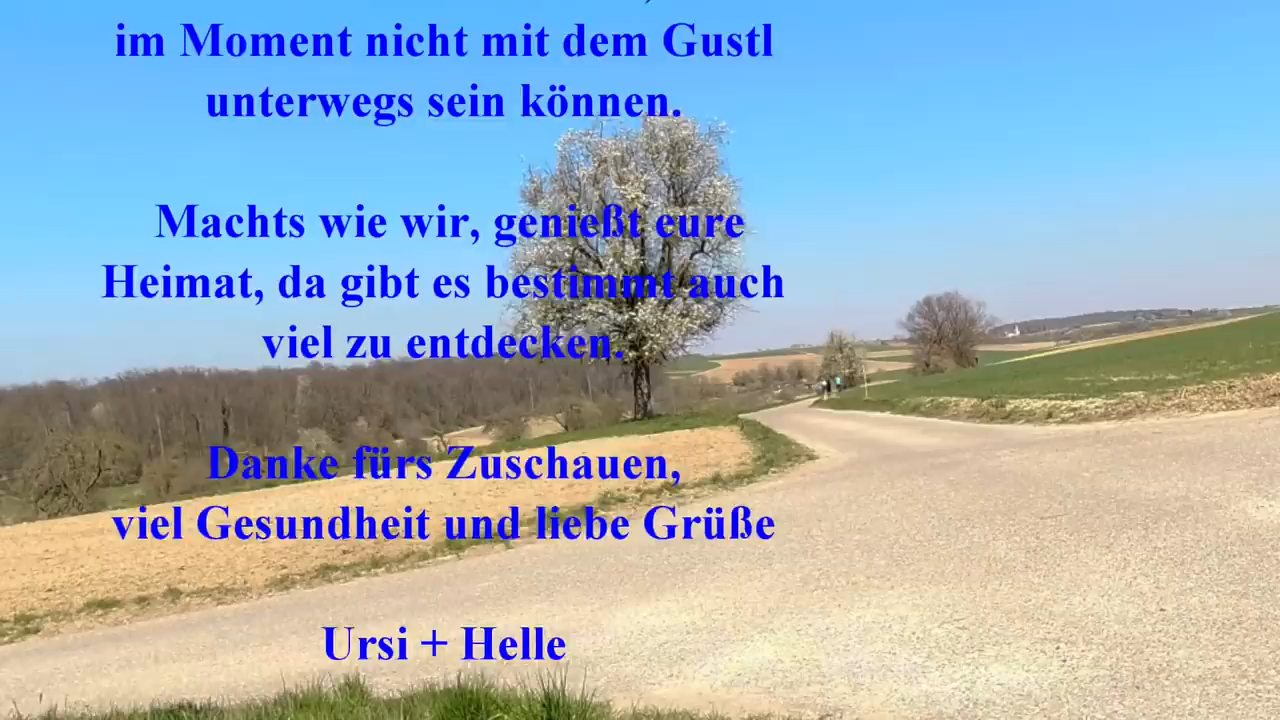 im Moment nicht mit dem Gustl
unterwegs sein können.
Machts wie wir, genießt eure
Heimat, da gibt es bestimmt auch
viel zu entdecken.
Danke fürs Zuschauen,
viel Gesundheit und liebe Grüße
Ursi + Helle